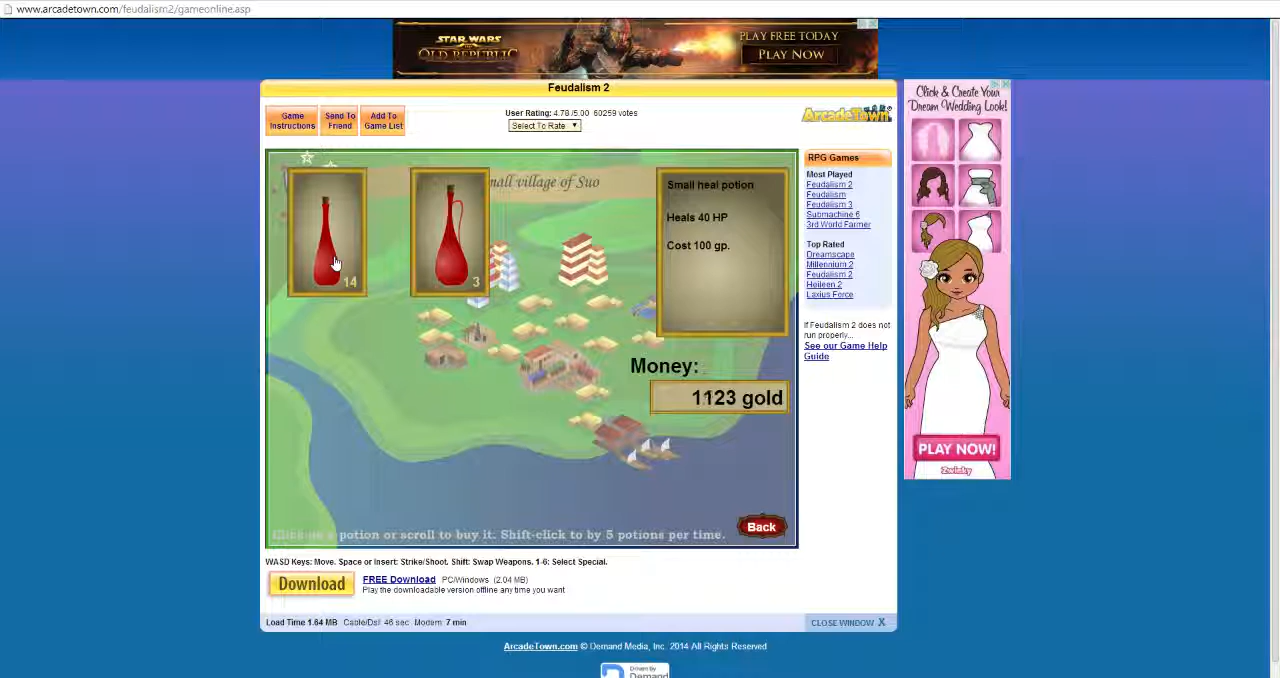 www.arcadetown.com/feudalism2/gameonline.asp
STAR WARS
THE OLD REPUBLIC
PLAY FREE TODAY
PLAY NOW
Feudalism 2
Game Instructions
Send To Friend
Add To Game List
User Rating: 4.78 /5.00 60259 votes
Select To Rate
ArcadeTown
mall village of Suo
14
3
Small heal potion
Heals 40 HP
Cost 100 gp.
Money:
1123 gold
potion or scroll to buy it. Shift-click to by 5 potions per time.
Back
RPG Games
Most Played
Feudalism 2
Feudalism
Feudalism 3
Submachine 6
3rd World Farmer
Top Rated
Dreamscape
Millennium 2
Feudalism 2
Heileen 2
Laxius Force
If Feudalism 2 does not
run properly...
See our Game Help
Guide
Click & Create Your
Dream Wedding Look!
PLAY NOW!
Zwinky
WASD Keys: Move. Space or Insert: Strike/Shoot. Shift: Swap Weapons. 1-6: Select Special.
Download
FREE Download PC/Windows (2.04 MB)
Play the downloadable version offline any time you want
Load Time 1.64 MB Cable/Dsl: 46 sec Modem: 7 min
CLOSE WINDOW X
ArcadeTown.com © Demand Media, Inc. 2014 All Rights Reserved
Driven By
Demand